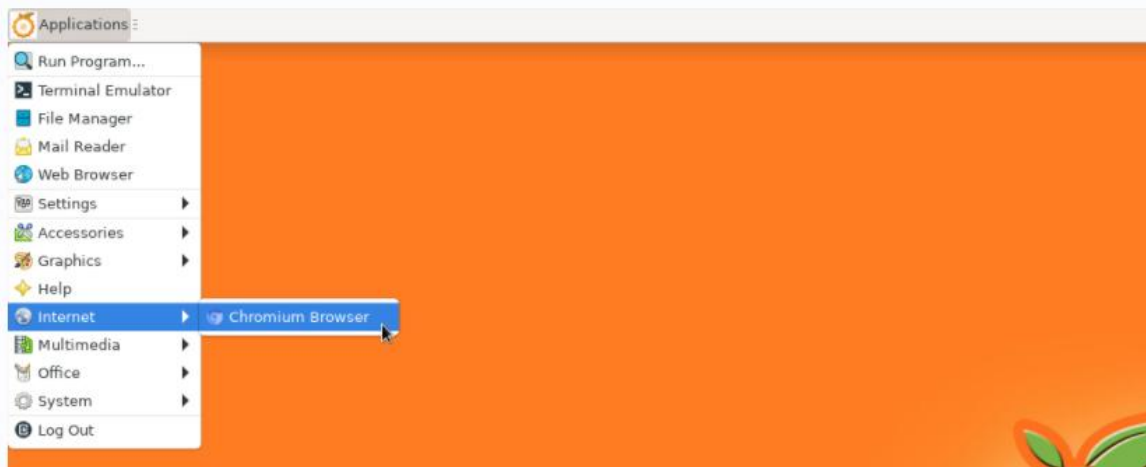 Applications
Run Program...
Terminal Emulator
File Manager
Mail Reader
Web Browser
Settings
Accessories
Graphics
Help
Internet
Chromium Browser
Multimedia
Office
System
Log Out